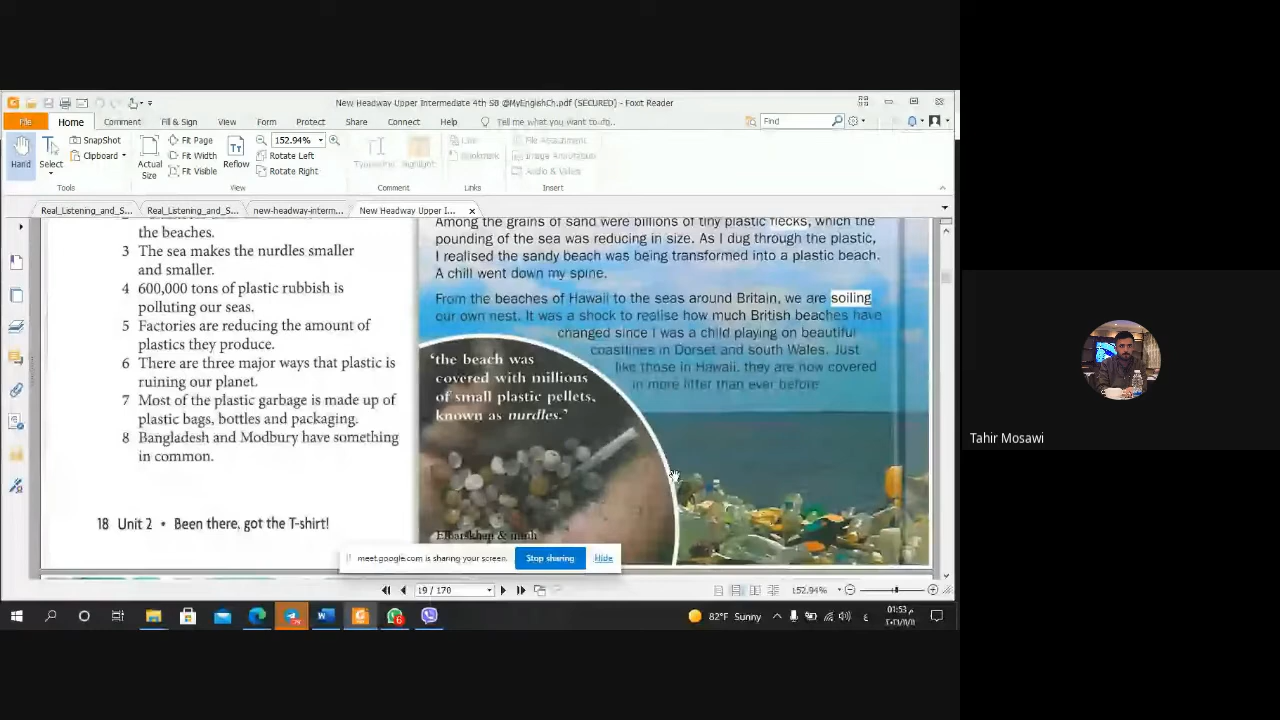 New Headway Upper Intermediate 4th SB @MyEnglishCh.pdf (SECURED) - Foxit Reader
File Home Comment Fill & Sign View Form Protect Share Connect Help Tell me what you want to do.. Find
Hand
Select
SnapShot
Clipboard
Actual Size
Fit Page
Fit Width
Fit Visible
Reflow
152.94%
Rotate Left
Rotate Right
Typewriter
Highlight
Link
Bookmark
File Attachment
Image Annotation
Audio & Video
Tools View Comment Links Insert
Real_Listening_and_S... Real_Listening_and_S... new-headway-interm... New Headway Upper I...
the beaches.
3 The sea makes the nurdles smaller
and smaller.
4 600,000 tons of plastic rubbish is
polluting our seas.
5 Factories are reducing the amount of
plastics they produce.
6 There are three major ways that plastic is
ruining our planet.
7 Most of the plastic garbage is made up of
plastic bags, bottles and packaging.
8 Bangladesh and Modbury have something
in common.
18 Unit 2 • Been there, got the T-shirt!
Among the grains of sand were billions of tiny plastic flecks, which the
pounding of the sea was reducing in size. As I dug through the plastic,
I realised the sandy beach was being transformed into a plastic beach.
A chill went down my spine.
From the beaches of Hawaii to the seas around Britain, we are soiling
our own nest. It was a shock to realise how much British beaches have
changed since I was a child playing on beautiful
coastlines in Dorset and south Wales. Just
like those in Hawaii, they are now covered
in more litter than ever before
'the beach was
covered with millions
of small plastic pellets,
known as nurdles.'
meet.google.com is sharing your screen. Stop sharing Hide
19 / 170
152.94%
82°F Sunny
01:53
Tahir Mosawi